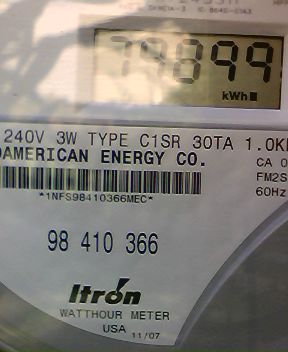 79899
kWh
240V 3W TYPE C1SR 30TA 1.0K
OAMERICAN ENERGY CO.
CA 0
*1NFS98410366MEC*
FM2S
60Hz
98 410 366
Itron
WATTHOUR METER
USA 11/07